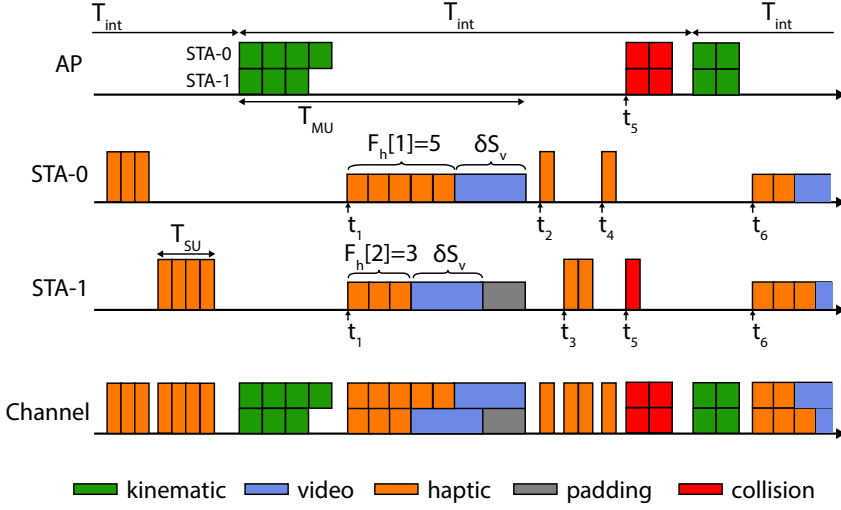 T_int T_int T_int
AP STA-0
STA-1
T_MU t_5
STA-0 F_h[1]=5 δS_v
t_1 t_2 t_4 t_6
STA-1 T_SU F_h[2]=3 δS_v
t_1 t_3 t_5 t_6
Channel
kinematic video haptic padding collision